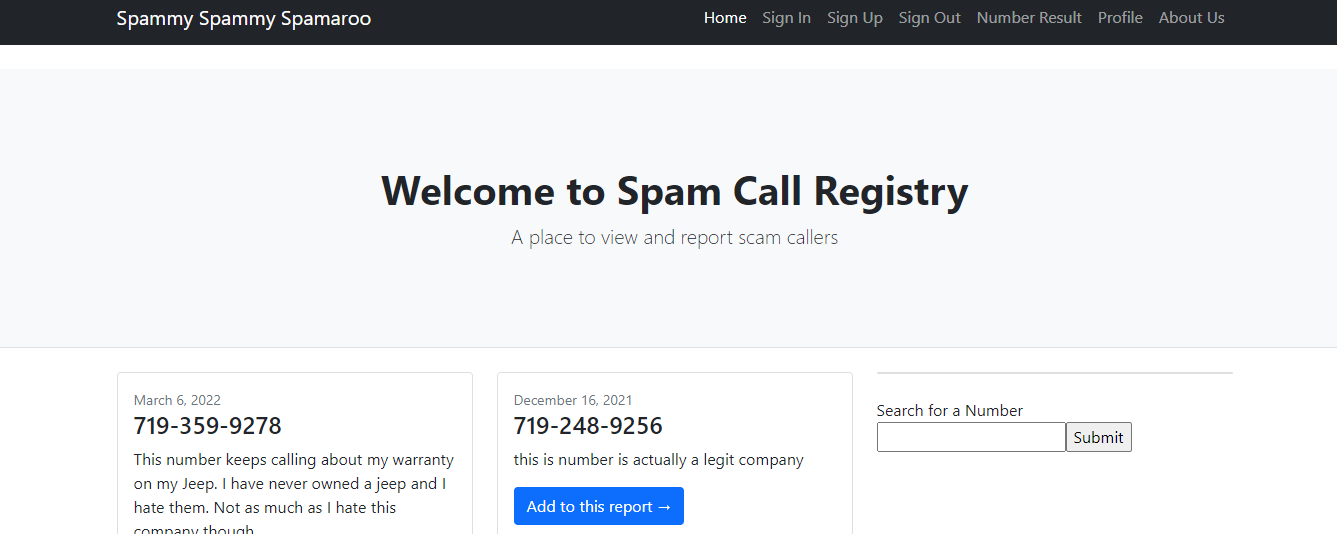 Spammy Spammy Spamaroo
Home Sign In Sign Up Sign Out Number Result Profile About Us
Welcome to Spam Call Registry
A place to view and report scam callers
March 6, 2022
719-359-9278
This number keeps calling about my warranty
on my Jeep. I have never owned a jeep and I
hate them. Not as much as I hate this
company though
December 16, 2021
719-248-9256
this is number is actually a legit company
Add to this report →
Search for a Number
Submit